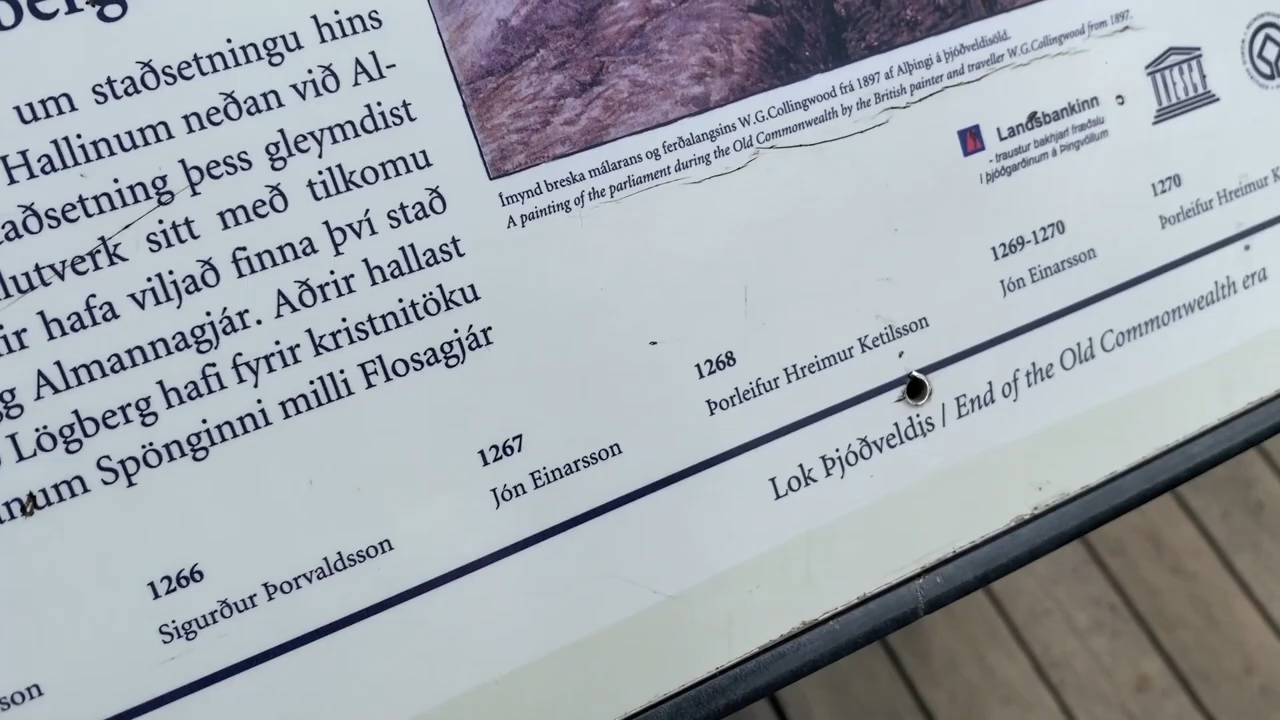 um staðsetningu hins
Hallinum neðan við Al-
þess gleymdist
sitt með tilkomu
hafa viljað finna því stað
Almannagjár. Aðrir hallast
Lögberg hafi fyrir kristnitöku
Spönginni milli Flosagjár
Ímynd breska málarans og ferðalangsins W.G.Collingwood frá 1897 af Alþingi á þjóðveldisöld.
A painting of the parliament during the Old Commonwealth by the British painter and traveller W.G.Collingwood from 1897.
Landsbankinn
- traustur bakhjarl fræðslu
í þjóðgarðinum á Þingvöllum
UNESCO
1266
Sigurður Þorvaldsson
1267
Jón Einarsson
1268
Þorleifur Hreimur Ketilsson
1269-1270
Jón Einarsson
1270
Þorleifur Hreimur K
Lok Þjóðveldis / End of the Old Commonwealth era